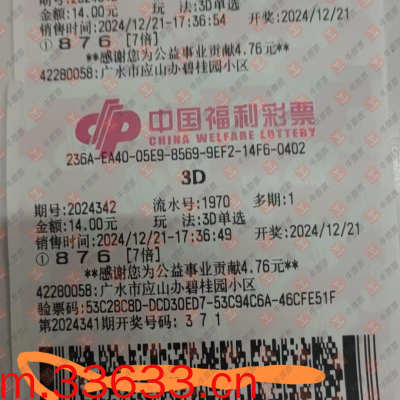 期号:2024342
金额:14.00元 玩 法:3D单选
销售时间:2024/12/21-17:36:54 开奖:2024/12/21
① 8 7 6 [7倍]
**感谢您为公益事业贡献4.76元**
42280058:广水市应山办碧桂园小区
中国福利彩票
CHINA WELFARE LOTTERY
236A-EA40-05E9-8569-9EF2-14F6-0402
3D
期号:2024342 流水号:1970 多期:1
金额:14.00元 玩 法:3D单选
销售时间:2024/12/21-17:36:49 开奖:2024/12/21
① 8 7 6 [7倍]
**感谢您为公益事业贡献4.76元**
42280058:广水市应山办碧桂园小区
验票码:53C28C8D-DCD30ED7-53C94C6A-46CFE51F
第2024341期开奖号码: 3 7 1
m.33633.cn